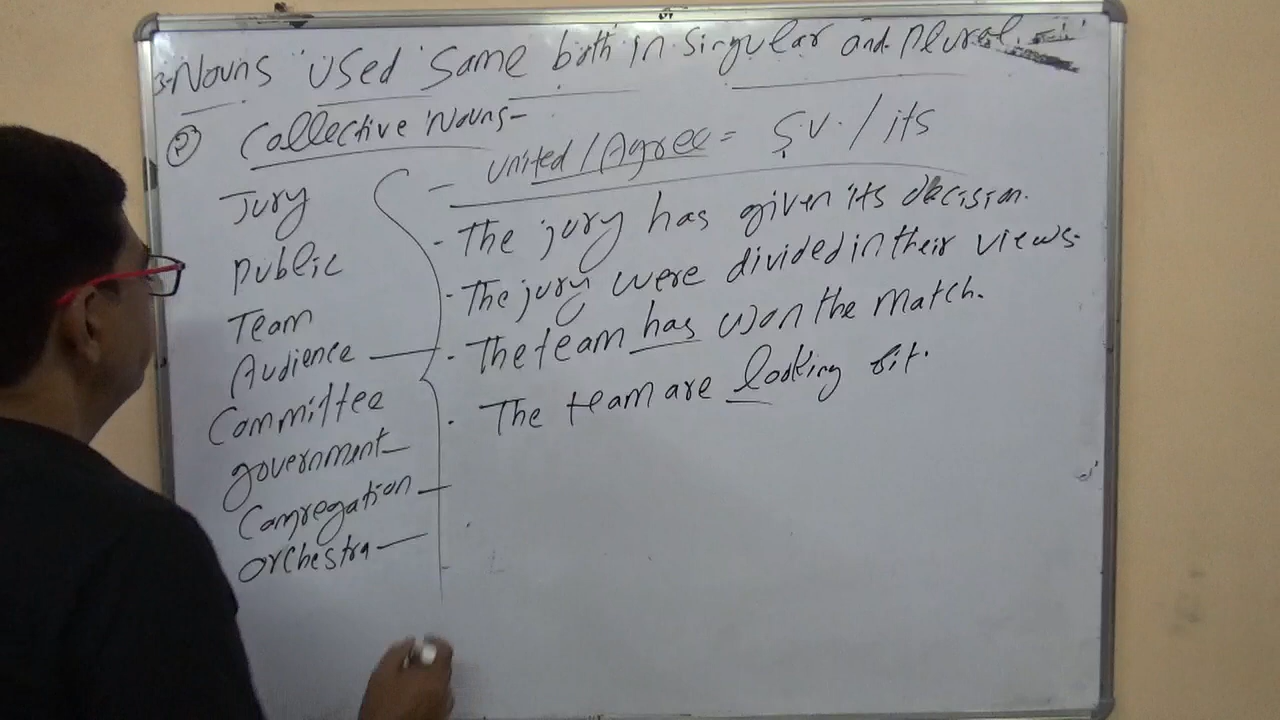 3. Nouns used same both in singular and plural
Collective Nouns-
United / Agree = S.V. / its
Jury
Public
Team
Audience
Committee
government
Congregation
orchestra
- The jury has given its decision.
- The jury were divided in their views.
. The team has won the match.
. The team are looking fit.